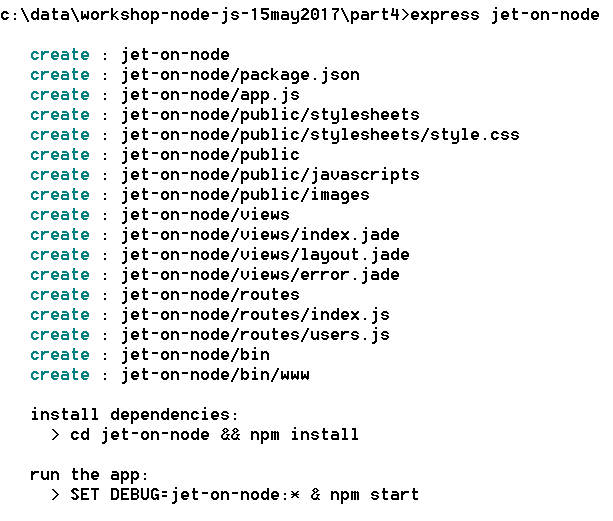 c:\data\workshop-node-js-15may2017\part4>express jet-on-node
create : jet-on-node
create : jet-on-node/package.json
create : jet-on-node/app.js
create : jet-on-node/public/stylesheets
create : jet-on-node/public/stylesheets/style.css
create : jet-on-node/public
create : jet-on-node/public/javascripts
create : jet-on-node/public/images
create : jet-on-node/views
create : jet-on-node/views/index.jade
create : jet-on-node/views/layout.jade
create : jet-on-node/views/error.jade
create : jet-on-node/routes
create : jet-on-node/routes/index.js
create : jet-on-node/routes/users.js
create : jet-on-node/bin
create : jet-on-node/bin/www
install dependencies:
> cd jet-on-node && npm install
run the app:
> SET DEBUG=jet-on-node:* & npm start